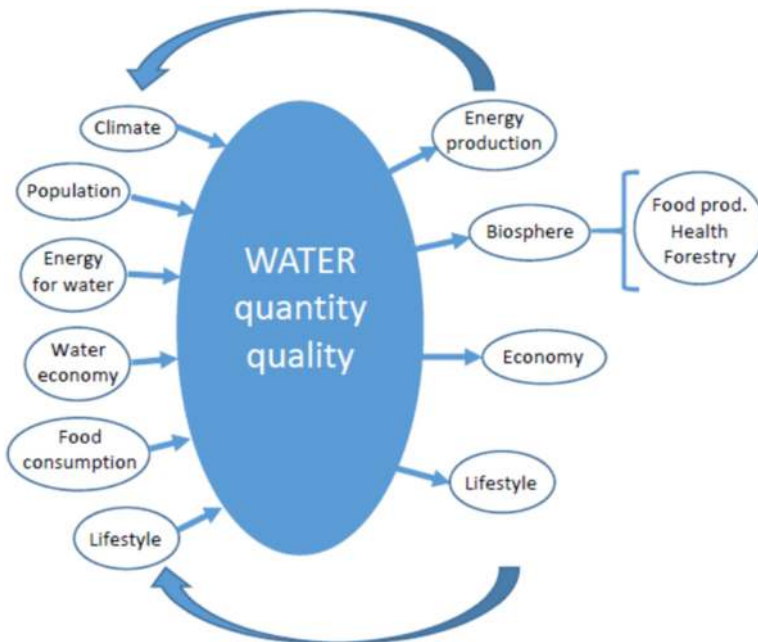 Climate
Population
Energy
for water
Water
economy
Food
consumption
Lifestyle
WATER
quantity
quality
Energy
production
Biosphere
Food prod.
Health
Forestry
Economy
Lifestyle